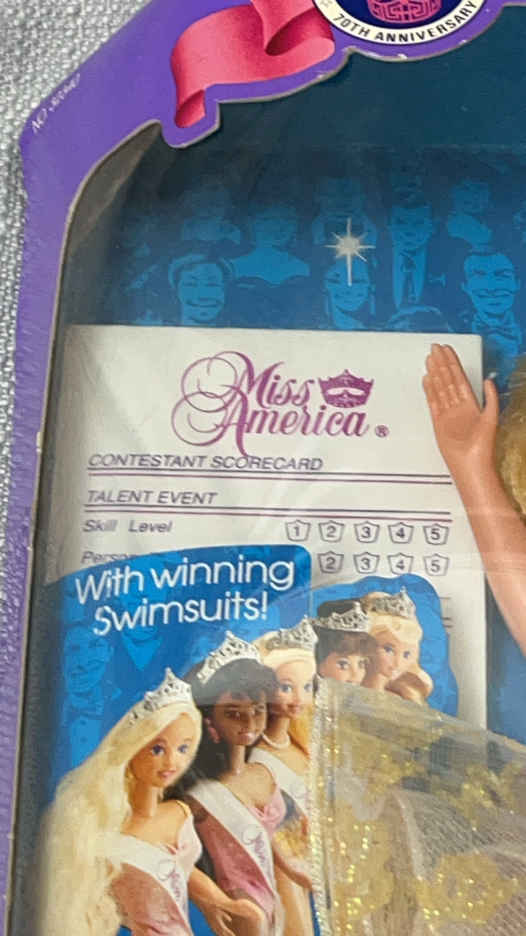 70TH ANNIVERSARY
Miss
America®
CONTESTANT SCORECARD
TALENT EVENT
Skill Level 1 2 3 4 5
2 3 4 5
With winning
Swimsuits!